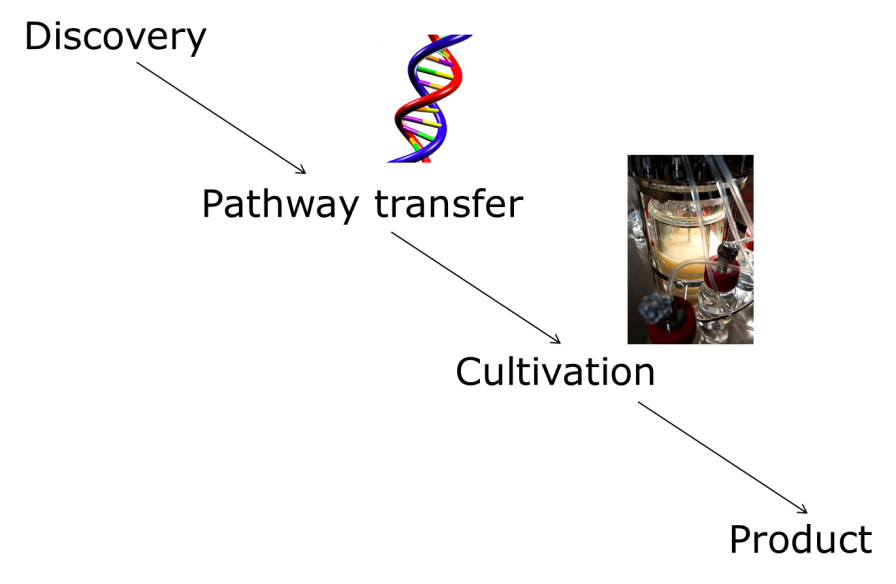 Discovery
Pathway transfer
Cultivation
Product